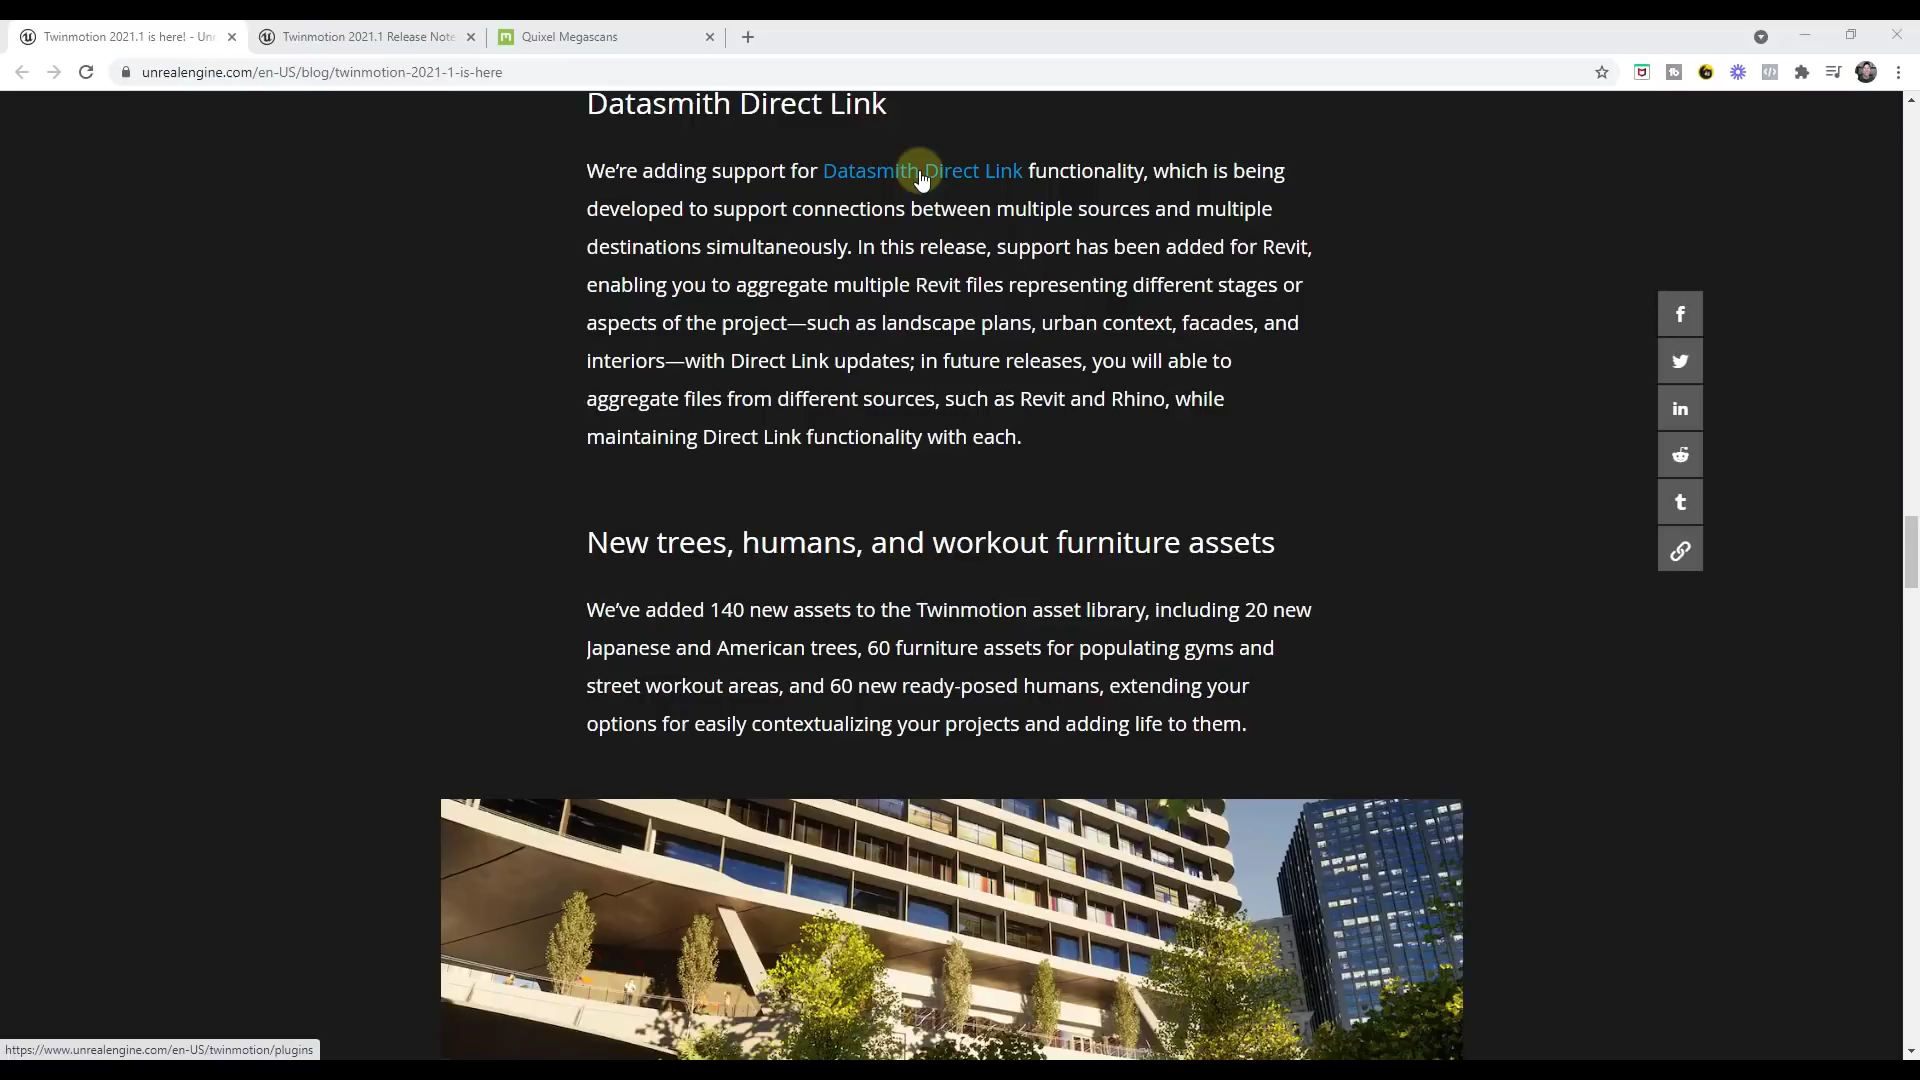 Twinmotion 2021.1 is here! - Un
Twinmotion 2021.1 Release Note
Quixel Megascans
unrealengine.com/en-US/blog/twinmotion-2021-1-is-here
Datasmith Direct Link
We're adding support for Datasmith Direct Link functionality, which is being
developed to support connections between multiple sources and multiple
destinations simultaneously. In this release, support has been added for Revit,
enabling you to aggregate multiple Revit files representing different stages or
aspects of the project—such as landscape plans, urban context, facades, and
interiors—with Direct Link updates; in future releases, you will able to
aggregate files from different sources, such as Revit and Rhino, while
maintaining Direct Link functionality with each.
New trees, humans, and workout furniture assets
We've added 140 new assets to the Twinmotion asset library, including 20 new
Japanese and American trees, 60 furniture assets for populating gyms and
street workout areas, and 60 new ready-posed humans, extending your
options for easily contextualizing your projects and adding life to them.
https://www.unrealengine.com/en-US/twinmotion/plugins